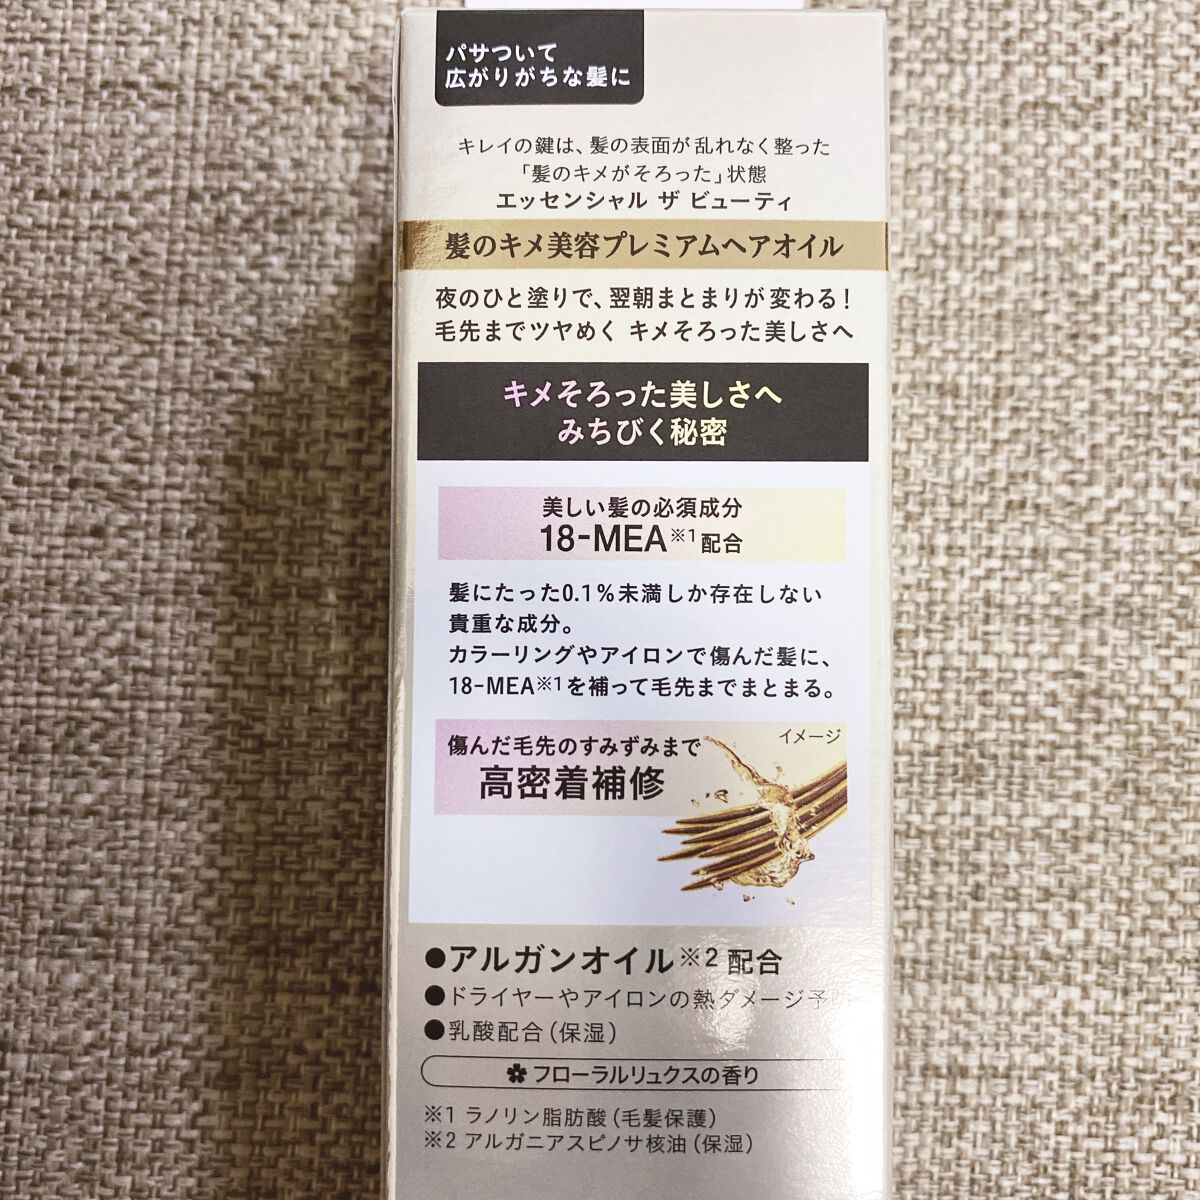 パサついて
広がりがちな髪に
キレイの鍵は、髪の表面が乱れなく整った
「髪のキメがそろった」状態
エッセンシャル ザ ビューティ
髪のキメ美容プレミアムヘアオイル
夜のひと塗りで、翌朝まとまりが変わる!
毛先までツヤめく キメそろった美しさへ
キメそろった美しさへ
みちびく秘密
美しい髪の必須成分
18-MEA※1配合
髪にたった0.1%未満しか存在しない
貴重な成分。
カラーリングやアイロンで傷んだ髪に、
18-MEA※1を補って毛先までまとまる。
傷んだ毛先のすみずみまで
イメージ
高密着補修
●アルガンオイル※2 配合
●ドライヤーやアイロンの熱ダメージ予防
●乳酸配合(保湿)
フローラルリュクスの香り
※1 ラノリン脂肪酸(毛髪保護)
※2 アルガニアスピノサ核油(保湿)